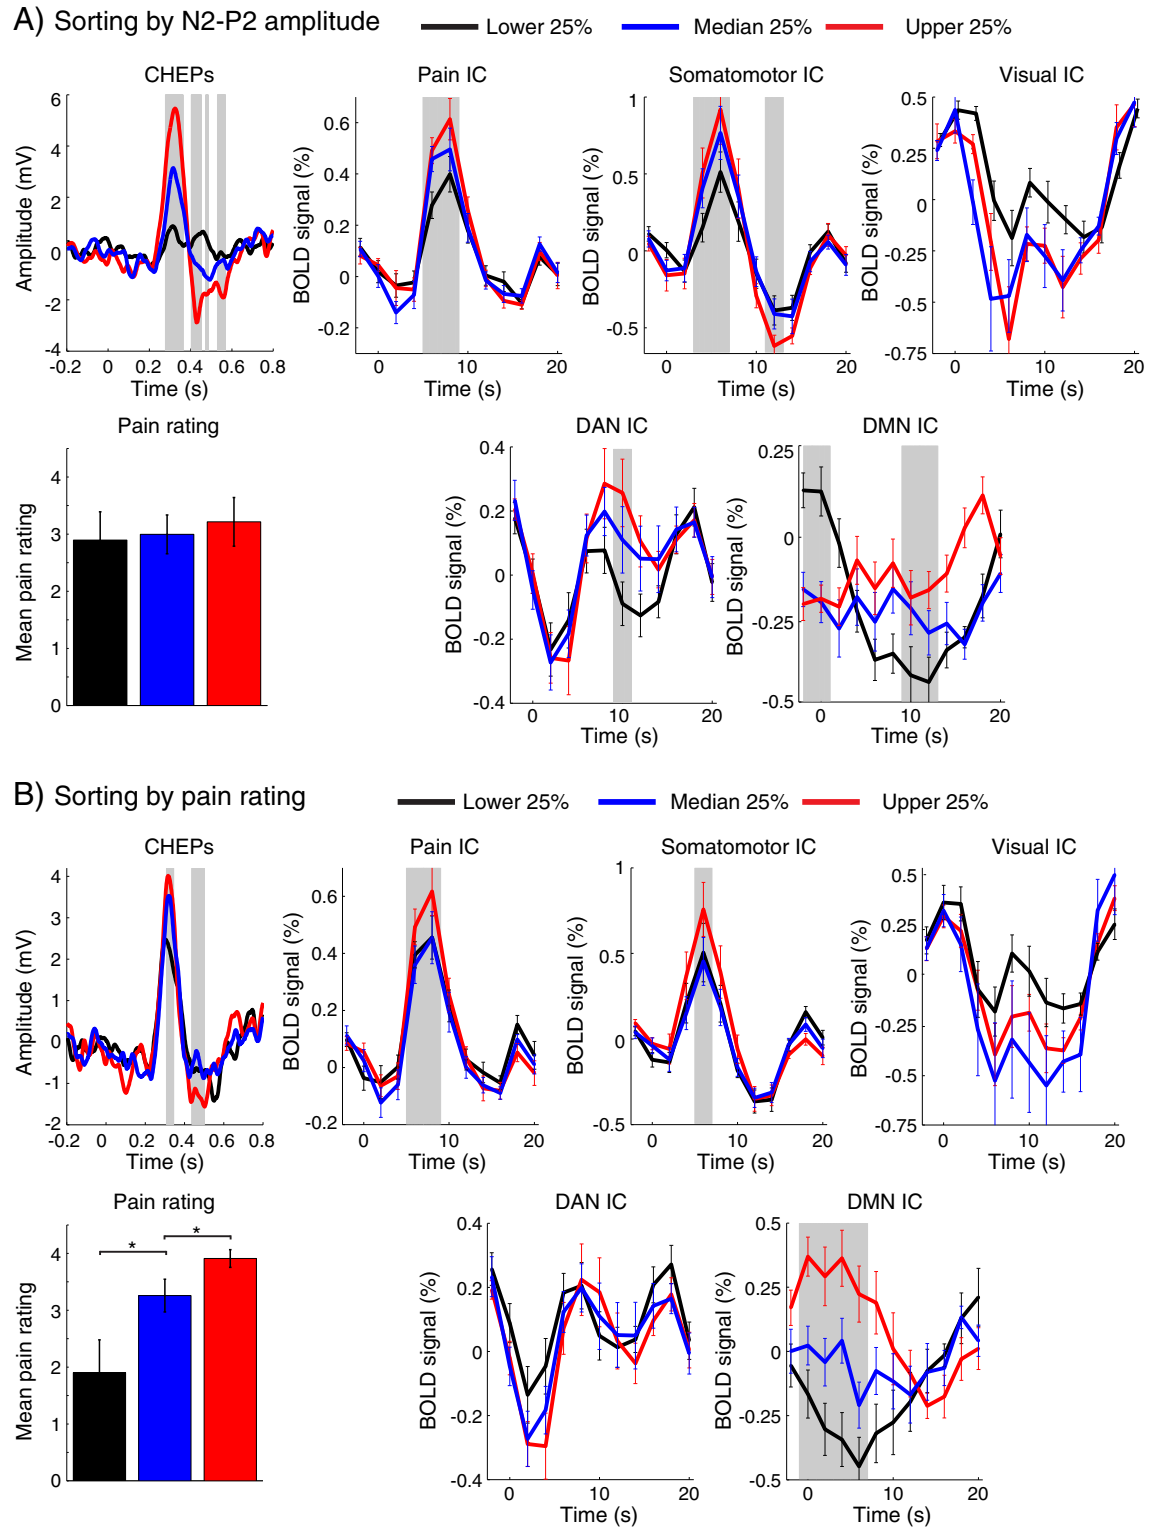 A) Sorting by N2-P2 amplitude
Lower 25% Median 25% Upper 25%
CHEPs
Amplitude (mV)
6
4
2
0
-2
-4
-0.2 0 0.2 0.4 0.6 0.8
Time (s)
Pain IC
BOLD signal (%)
0.6
0.4
0.2
0
-0.2
0 10 20
Time (s)
Somatomotor IC
BOLD signal (%)
1
0.5
0
-0.5
0 10 20
Time (s)
Visual IC
BOLD signal (%)
0.5
0.25
0
-0.25
-0.5
-0.75
0 10 20
Time (s)
Pain rating
Mean pain rating
4
3
2
1
0
DAN IC
BOLD signal (%)
0.4
0.2
0
-0.2
-0.4
0 10 20
Time (s)
DMN IC
BOLD signal (%)
0.25
0
-0.25
-0.5
0 10 20
Time (s)
B) Sorting by pain rating
Lower 25% Median 25% Upper 25%
CHEPs
Amplitude (mV)
4
3
2
1
0
-1
-2
-0.2 0 0.2 0.4 0.6 0.8
Time (s)
Pain IC
BOLD signal (%)
0.6
0.4
0.2
0
-0.2
0 10 20
Time (s)
Somatomotor IC
BOLD signal (%)
1
0.5
0
-0.5
0 10 20
Time (s)
Visual IC
BOLD signal (%)
0.5
0.25
0
-0.25
-0.5
-0.75
0 10 20
Time (s)
Pain rating
Mean pain rating
4
3
2
1
0
* *
DAN IC
BOLD signal (%)
0.4
0.2
0
-0.2
-0.4
0 10 20
Time (s)
DMN IC
BOLD signal (%)
0.5
0.25
0
-0.25
-0.5
0 10 20
Time (s)